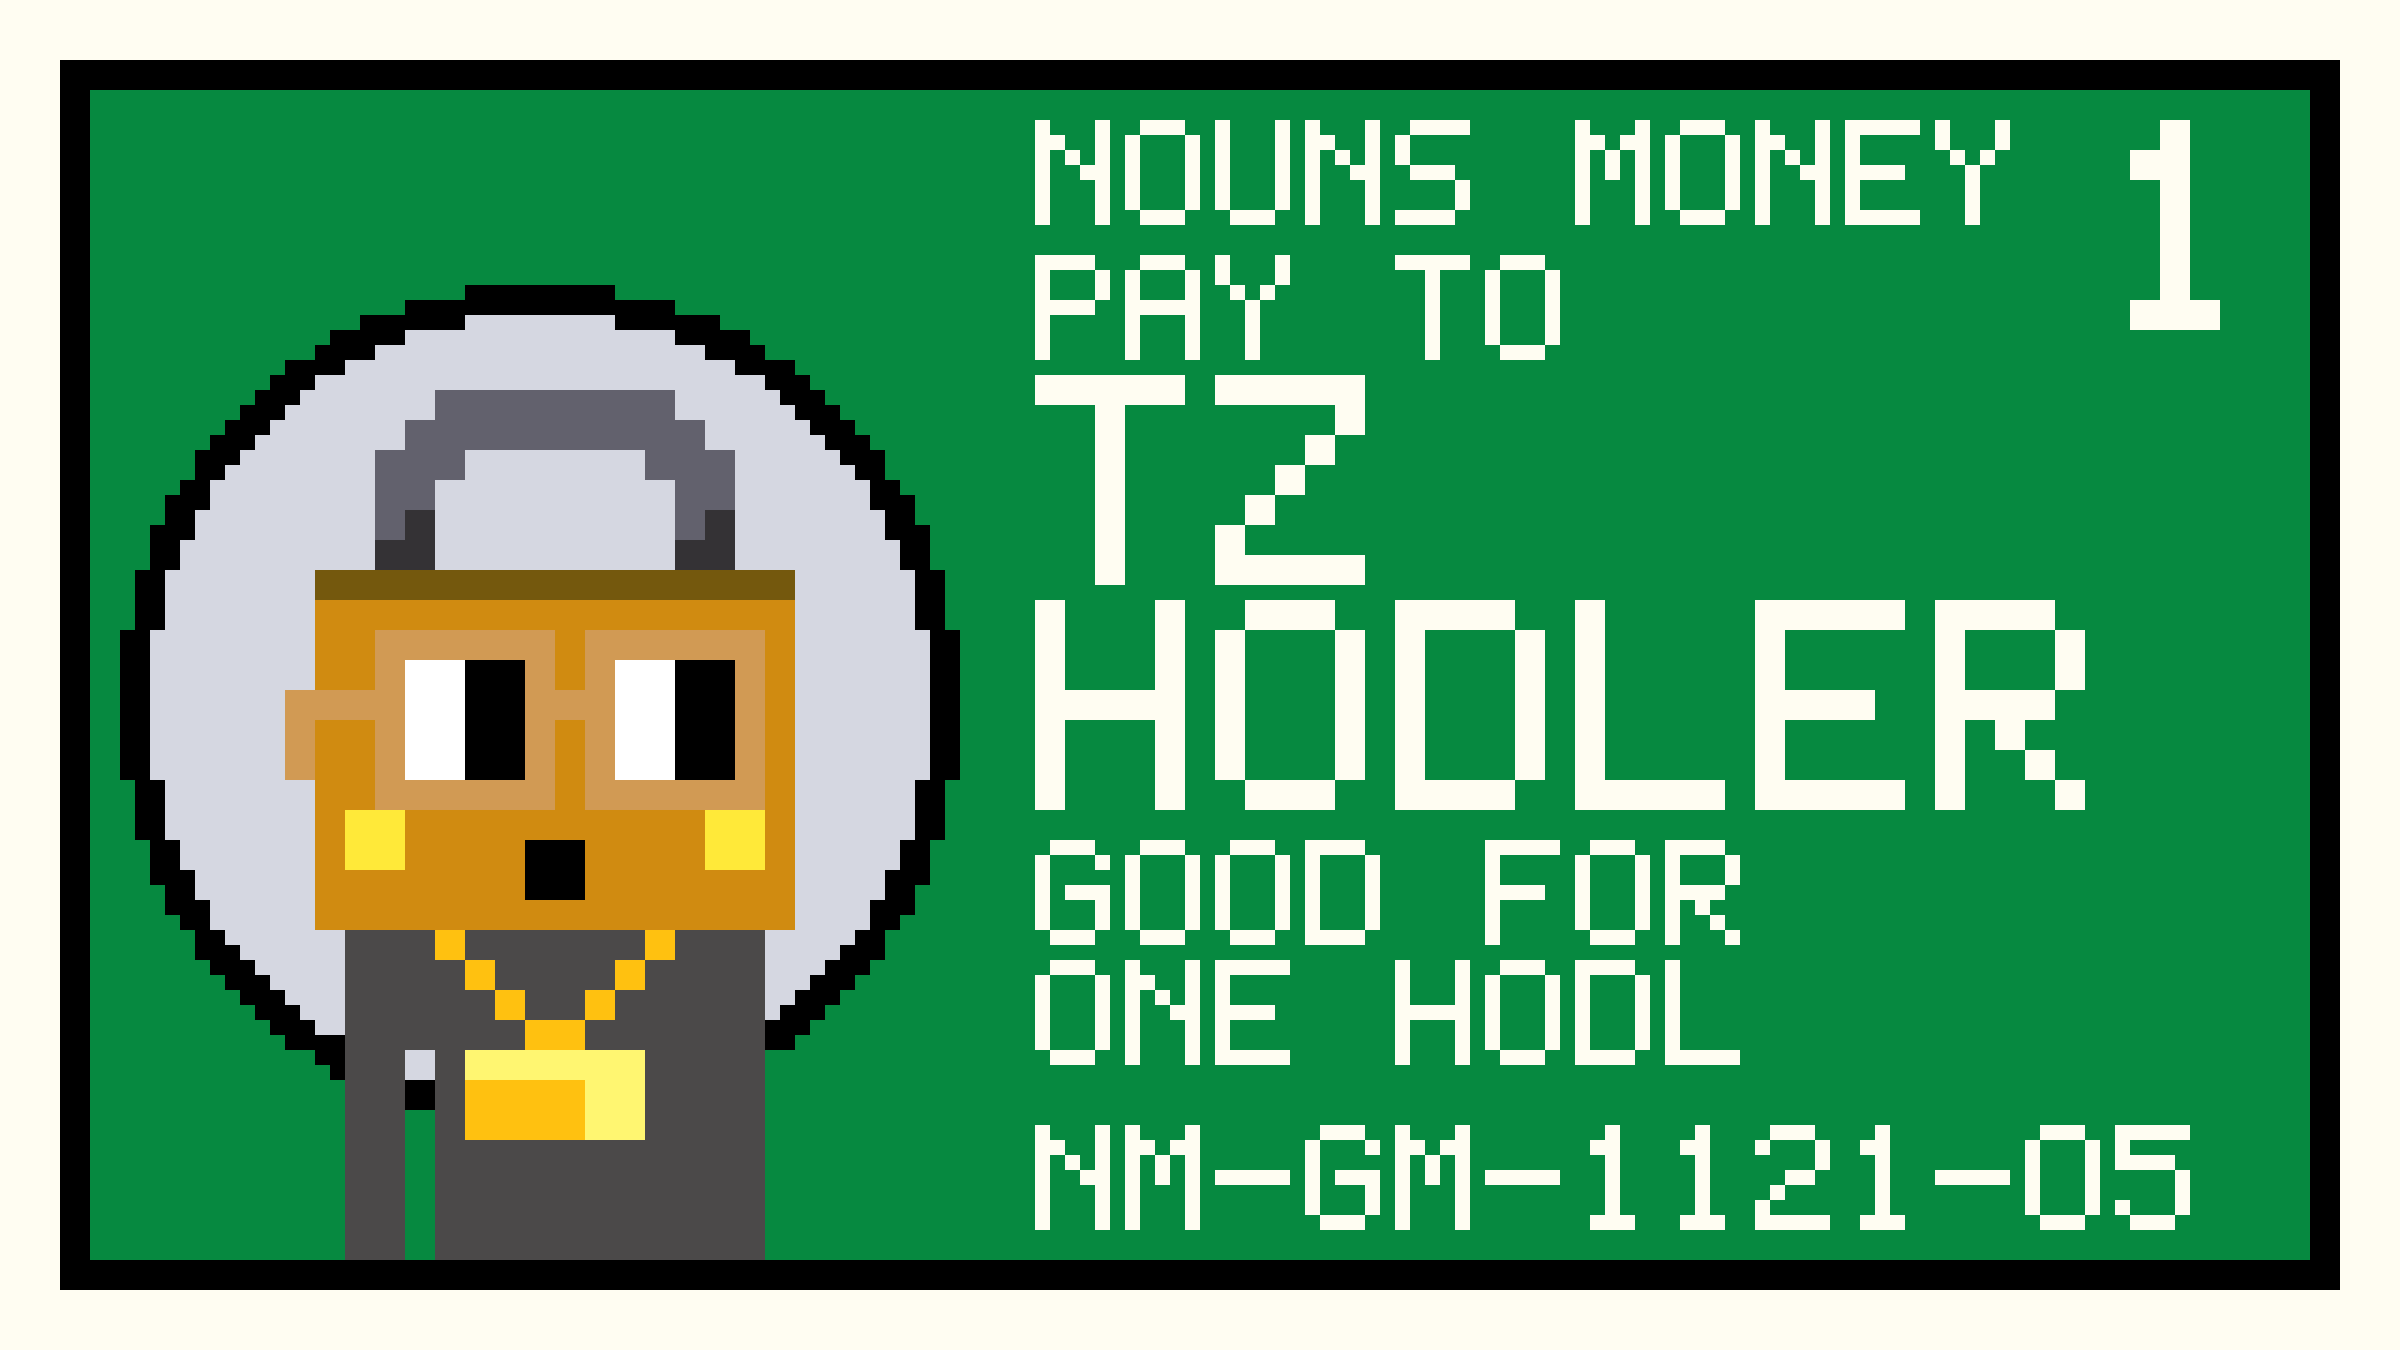 NOUNS MONEY 1
PAY TO
TZ
HODLER
GOOD FOR
ONE HODL
NM-GM-1121-05